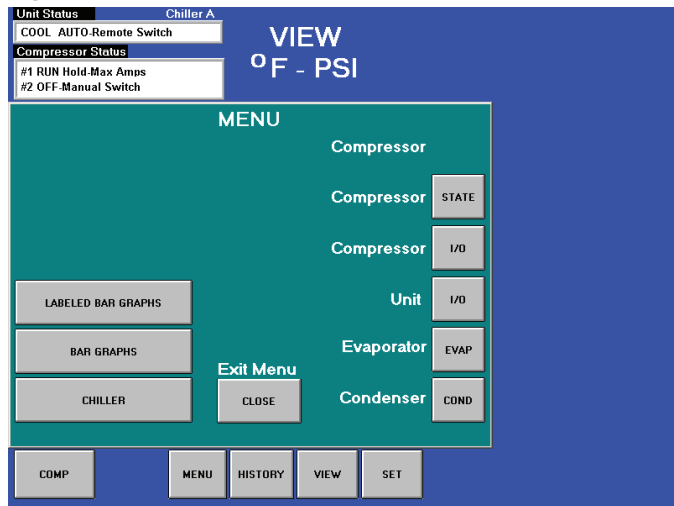 Unit Status Chiller A
COOL AUTO-Remote Switch
Compressor Status
#1 RUN Hold-Max Amps
#2 OFF-Manual Switch
VIEW
°F - PSI
MENU
Compressor
Compressor STATE
Compressor I/O
Unit I/O
LABELED BAR GRAPHS
Evaporator EVAP
BAR GRAPHS
Exit Menu
Condenser COND
CHILLER
CLOSE
COMP
MENU
HISTORY
VIEW
SET